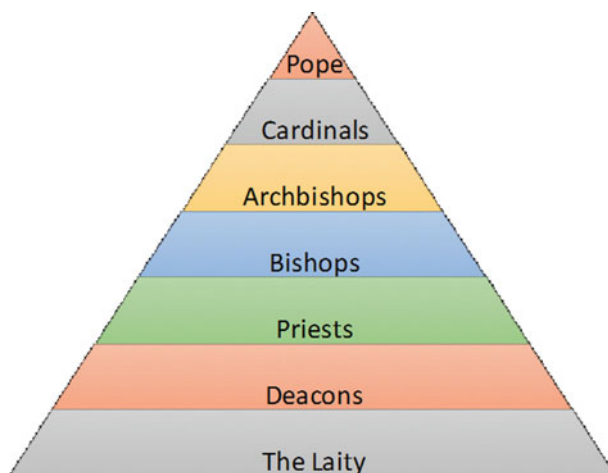 Pope
Cardinals
Archbishops
Bishops
Priests
Deacons
The Laity